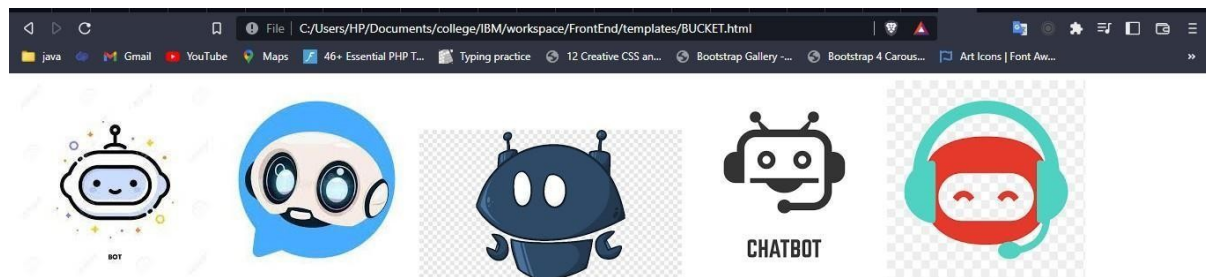 File | C:/Users/HP/Documents/college/IBM/workspace/FrontEnd/templates/BUCKET.html
java Gmail YouTube Maps 46+ Essential PHP T... Typing practice 12 Creative CSS an... Bootstrap Gallery -... Bootstrap 4 Carous... Art Icons | Font Aw... »
BOT
CHATBOT